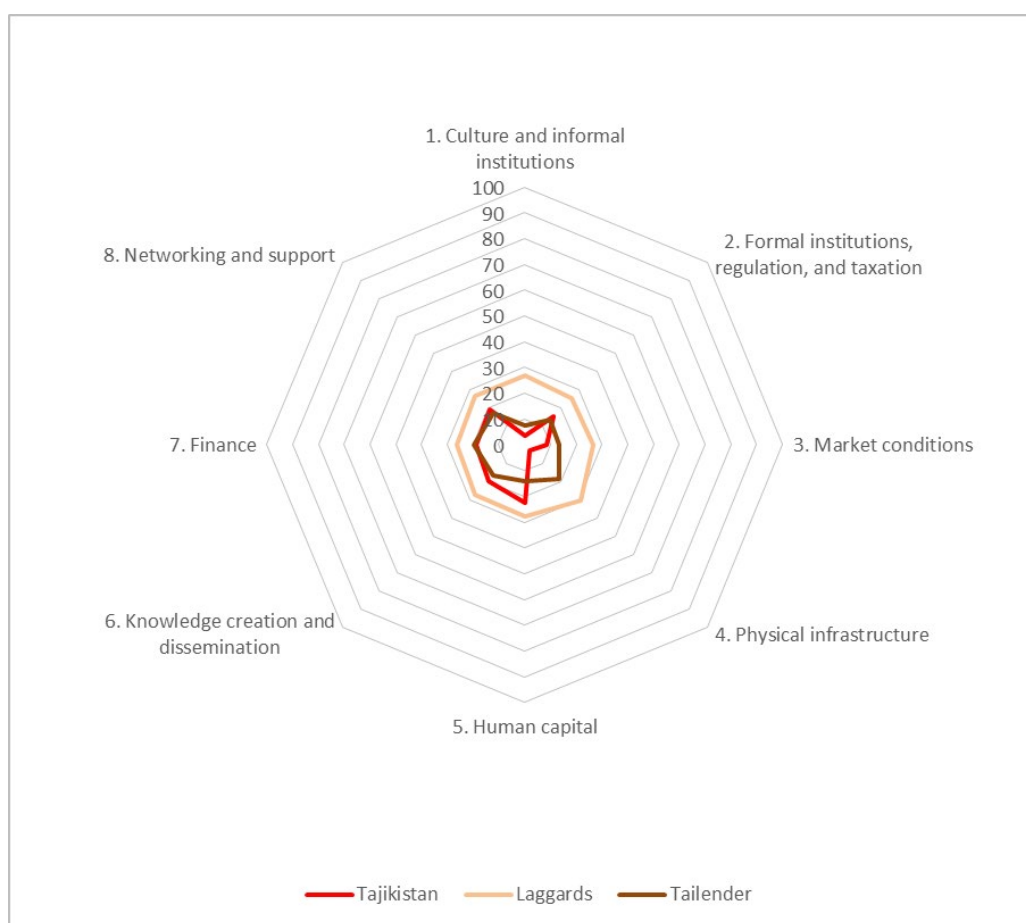 1. Culture and informal
institutions
100
90
80
70
60
50
40
30
20
10
0
2. Formal institutions,
regulation, and taxation
3. Market conditions
4. Physical infrastructure
5. Human capital
6. Knowledge creation and
dissemination
7. Finance
8. Networking and support
Tajikistan
Laggards
Tailender